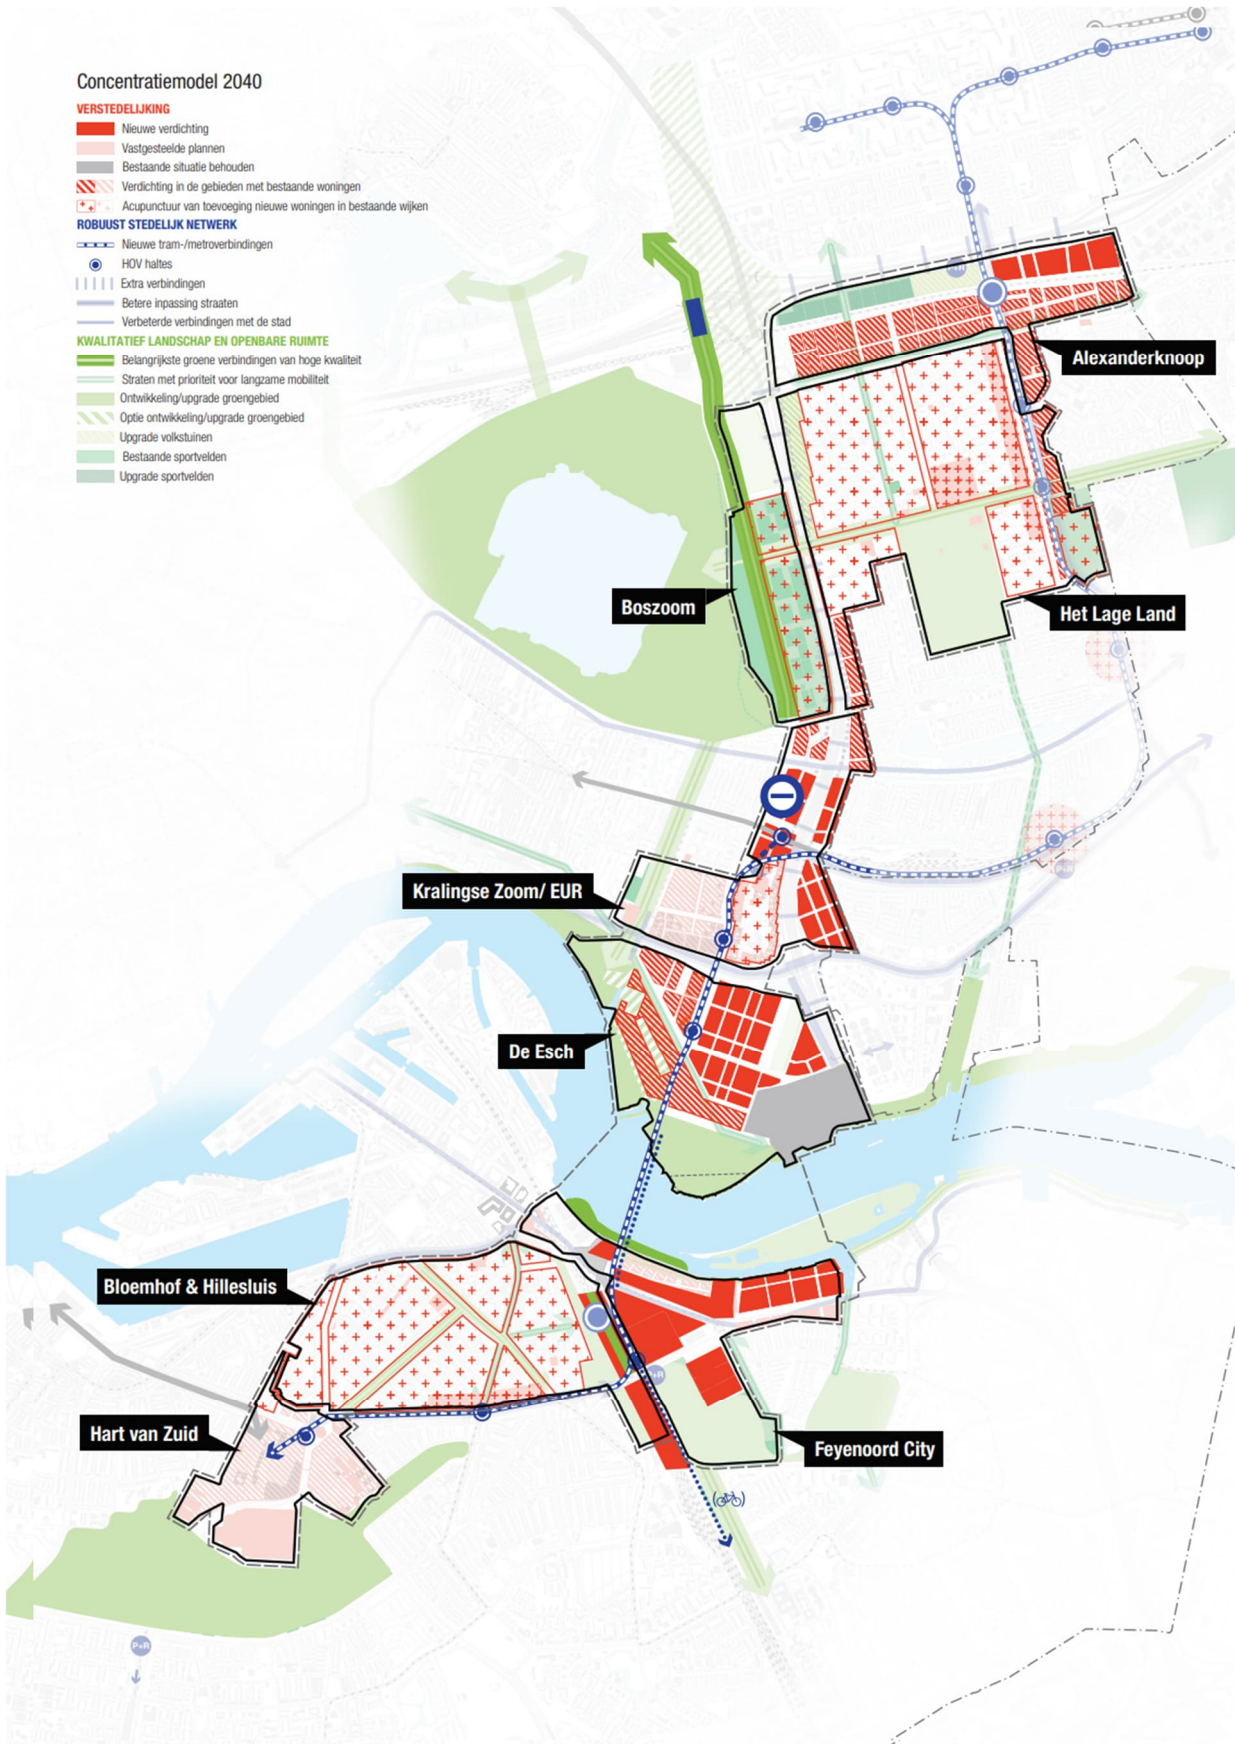 Concentratiemodel 2040
VERSTEDELIJKING
Nieuwe verdichting
Vastgestelde plannen
Bestaande situatie behouden
Verdichting in de gebieden met bestaande woningen
Acupunctuur van toevoeging nieuwe woningen in bestaande wijken
ROBUUST STEDELIJK NETWERK
Nieuwe tram-/metroverbindingen
HOV haltes
Extra verbindingen
Betere inpassing straaten
Verbeterde verbindingen met de stad
KWALITATIEF LANDSCHAP EN OPENBARE RUIMTE
Belangrijkste groene verbindingen van hoge kwaliteit
Straten met prioriteit voor langzame mobiliteit
Ontwikkeling/upgrade groengebied
Optie ontwikkeling/upgrade groengebied
Upgrade volkstuinen
Bestaande sportvelden
Upgrade sportvelden
P+R
Alexanderknoop
Boszoom
Het Lage Land
P+R
Kralingse Zoom/ EUR
De Esch
Bloemhof & Hillesluis
P+R
Hart van Zuid
Feyenoord City
P+R